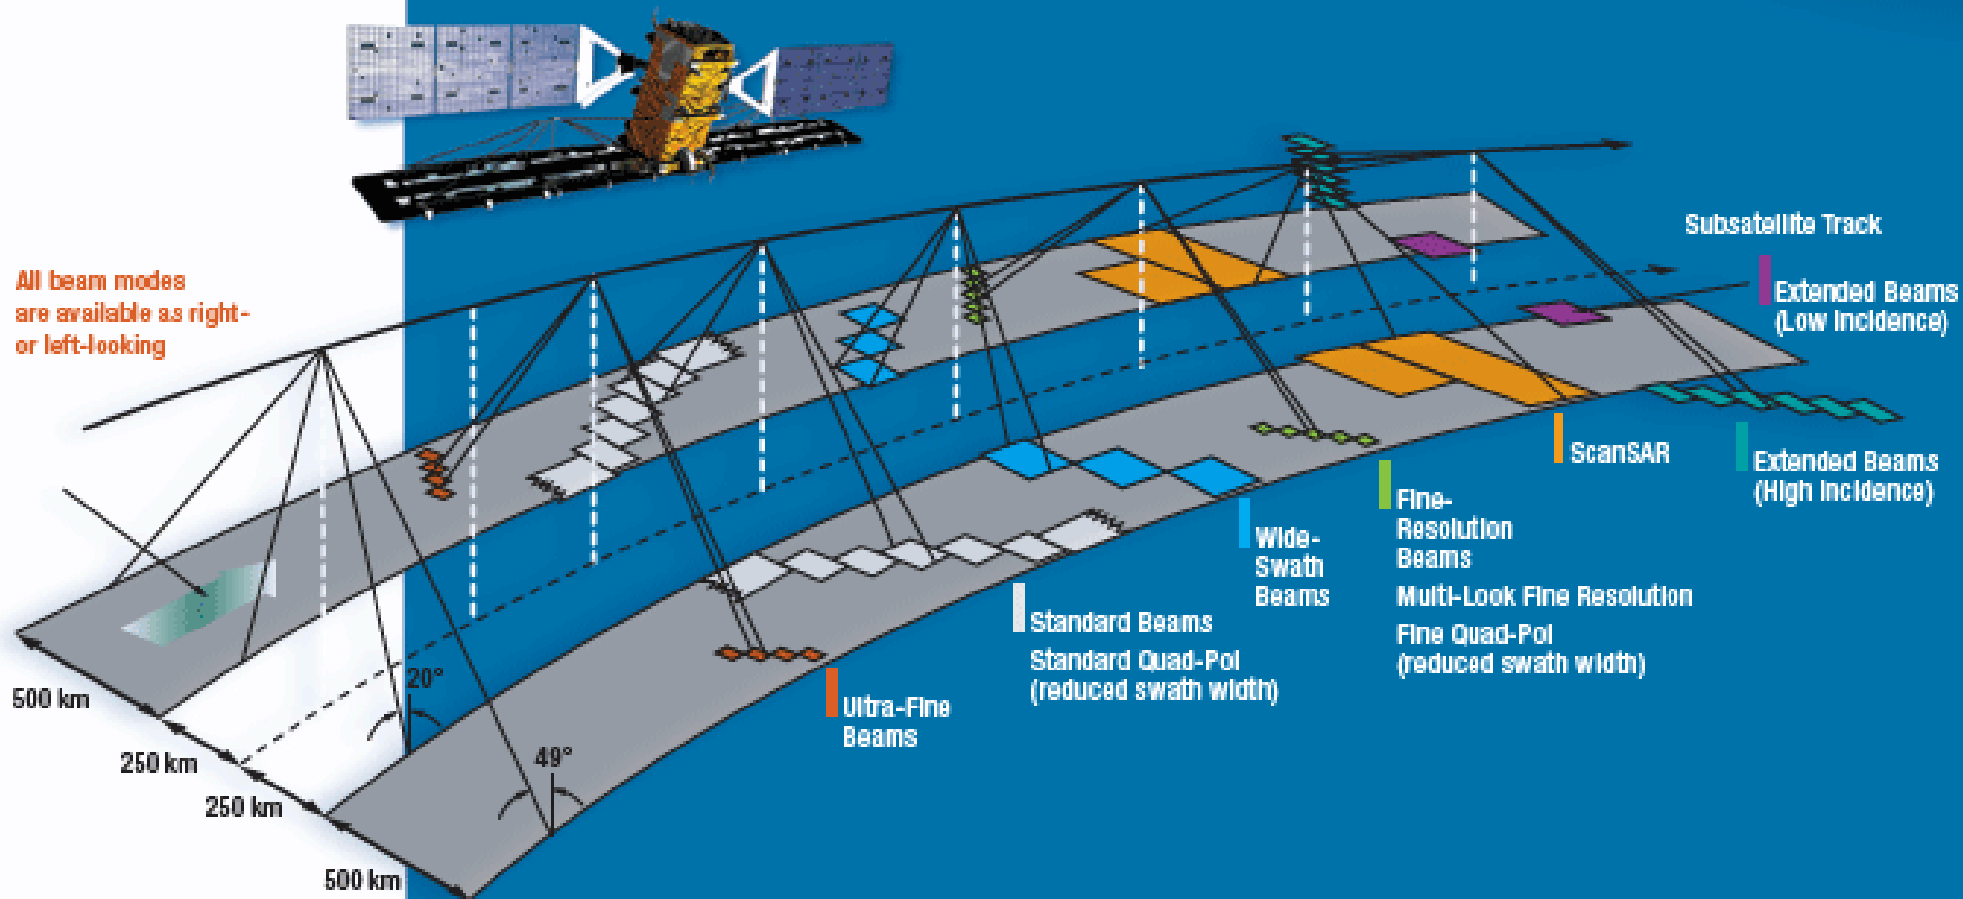 All beam modes
are available as right-
or left-looking
Subsatellite Track
Extended Beams
(Low Incidence)
ScanSAR
Extended Beams
(High Incidence)
Fine-
Resolution
Beams
Multi-Look Fine Resolution
Fine Quad-Pol
(reduced swath width)
Wide-
Swath
Beams
Standard Beams
Standard Quad-Pol
(reduced swath width)
Ultra-Fine
Beams
20°
49°
500 km
250 km
250 km
500 km